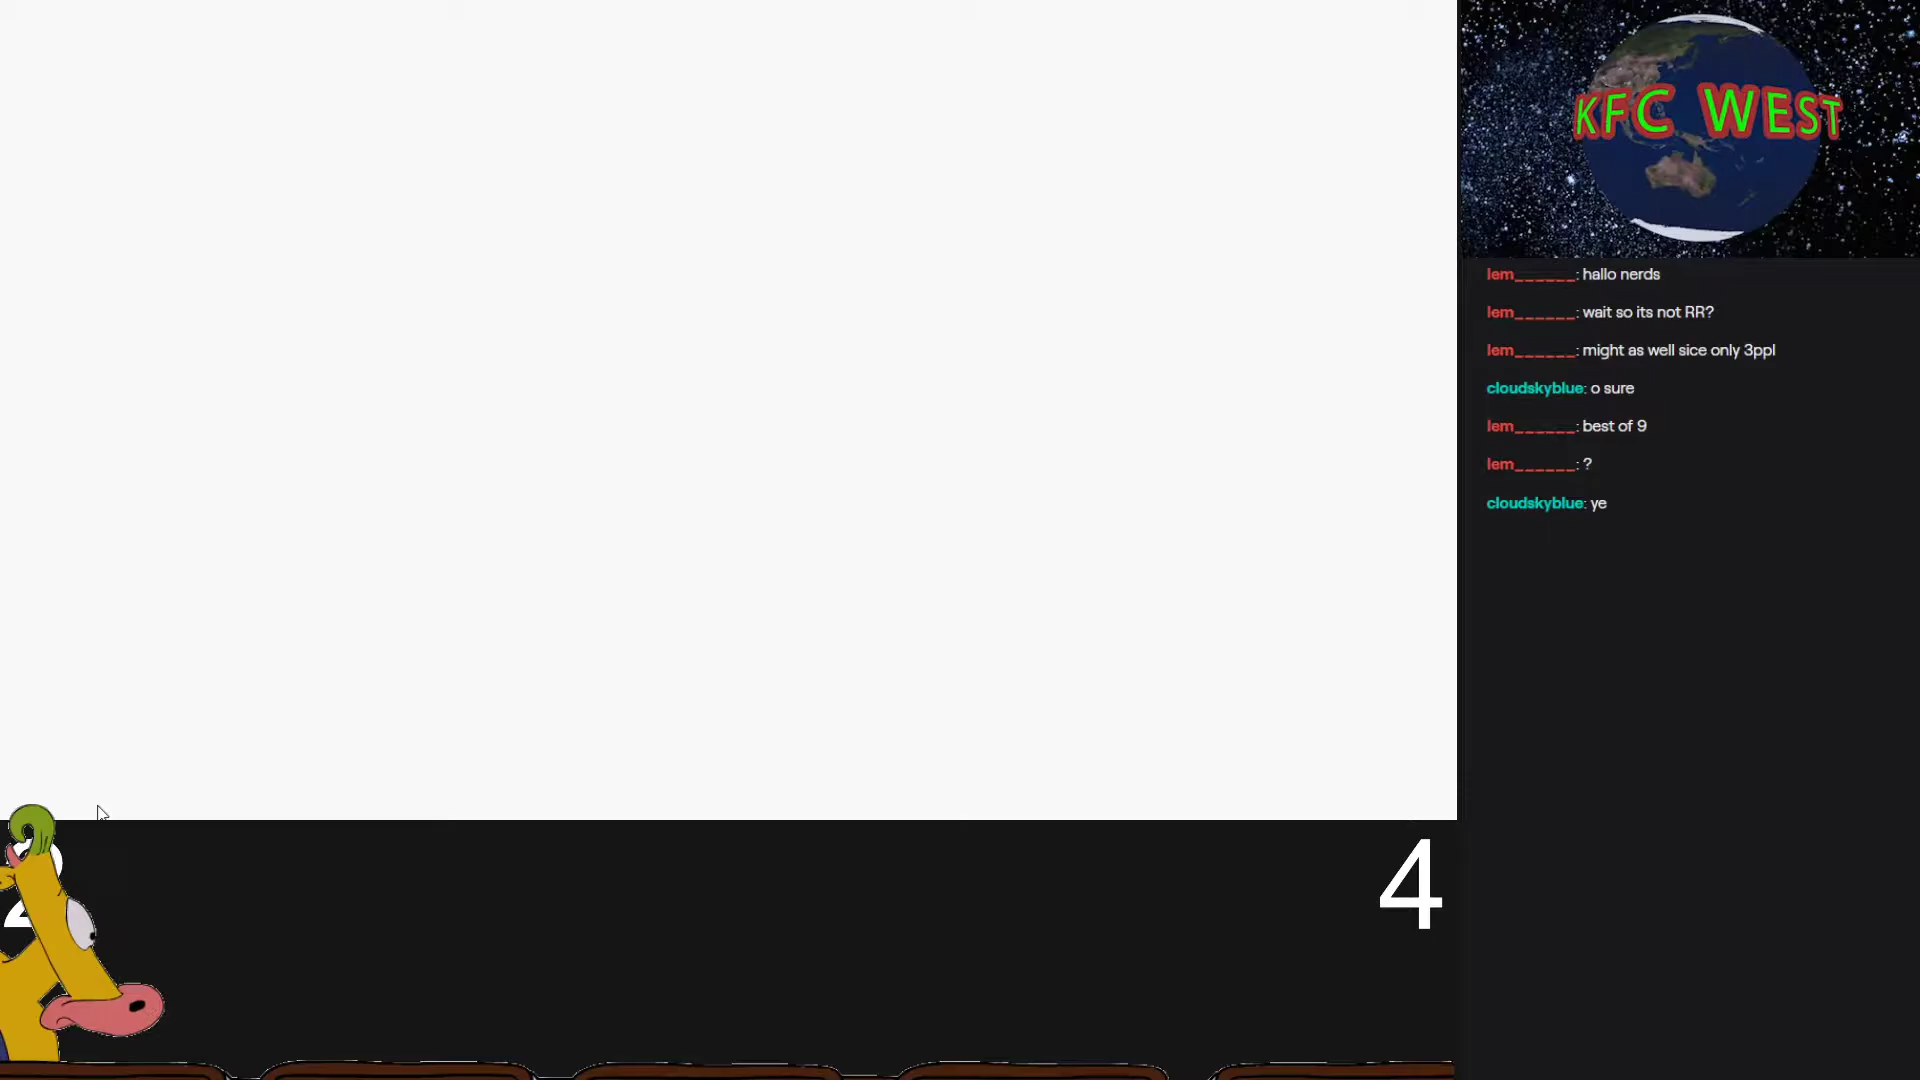 KFC WEST
lem______: hallo nerds
lem______: wait so its not RR?
lem______: might as well sice only 3ppl
cloudskyblue: o sure
lem______: best of 9
lem______: ?
cloudskyblue: ye
4